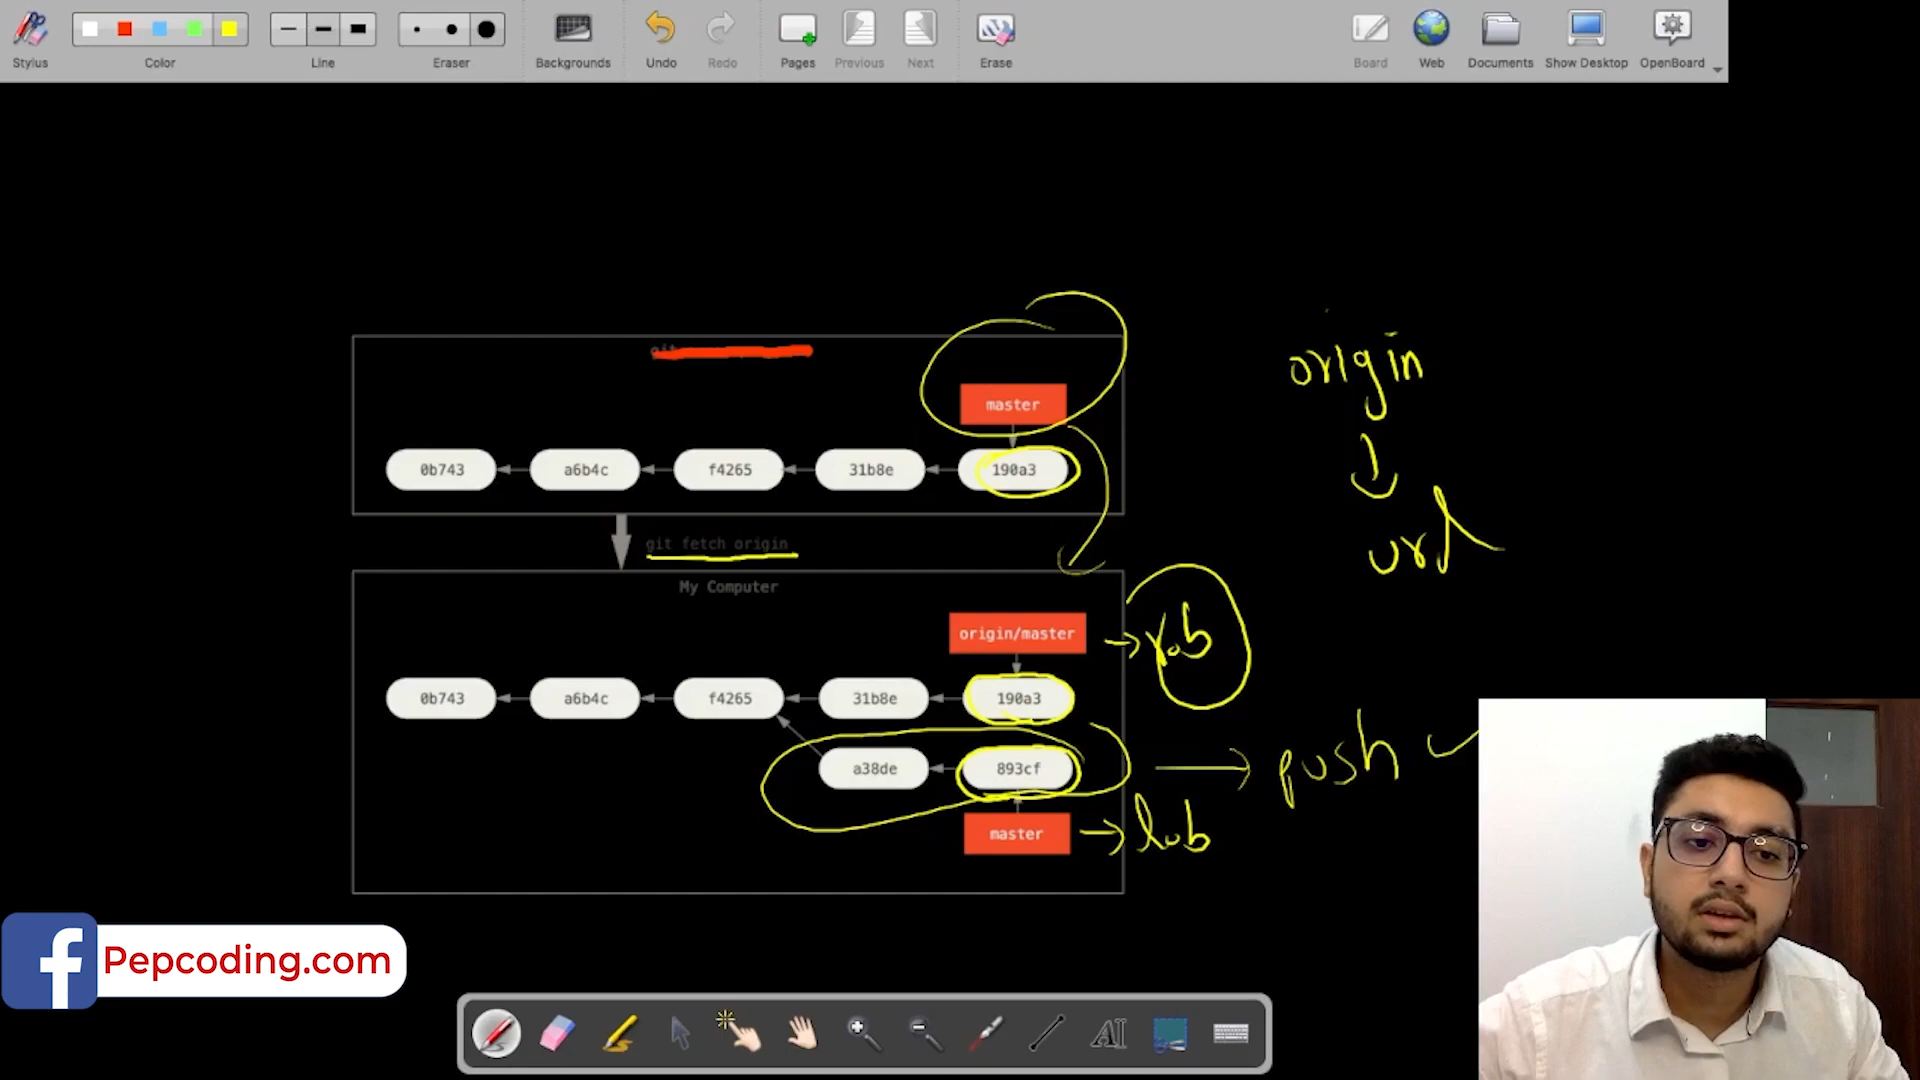 Stylus
Color
Line
Eraser
Backgrounds
Undo
Redo
Pages
Previous
Next
Erase
Board
Web
Documents
Show Desktop
OpenBoard
master
0b743
a6b4c
f4265
31b8e
190a3
origin
url
git fetch origin
My Computer
origin/master
rob
0b743
a6b4c
f4265
31b8e
190a3
a38de
893cf
push
master
lob
f
Pepcoding.com
AI